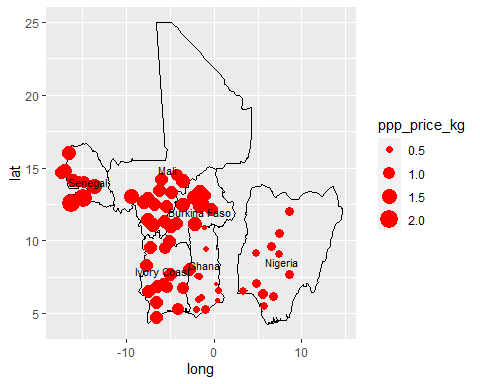 25
20
15
10
5
lat
-10
0
10
long
Mali
Senegal
Burkina Faso
Ivory Coast
Ghana
Nigeria
ppp_price_kg
0.5
1.0
1.5
2.0